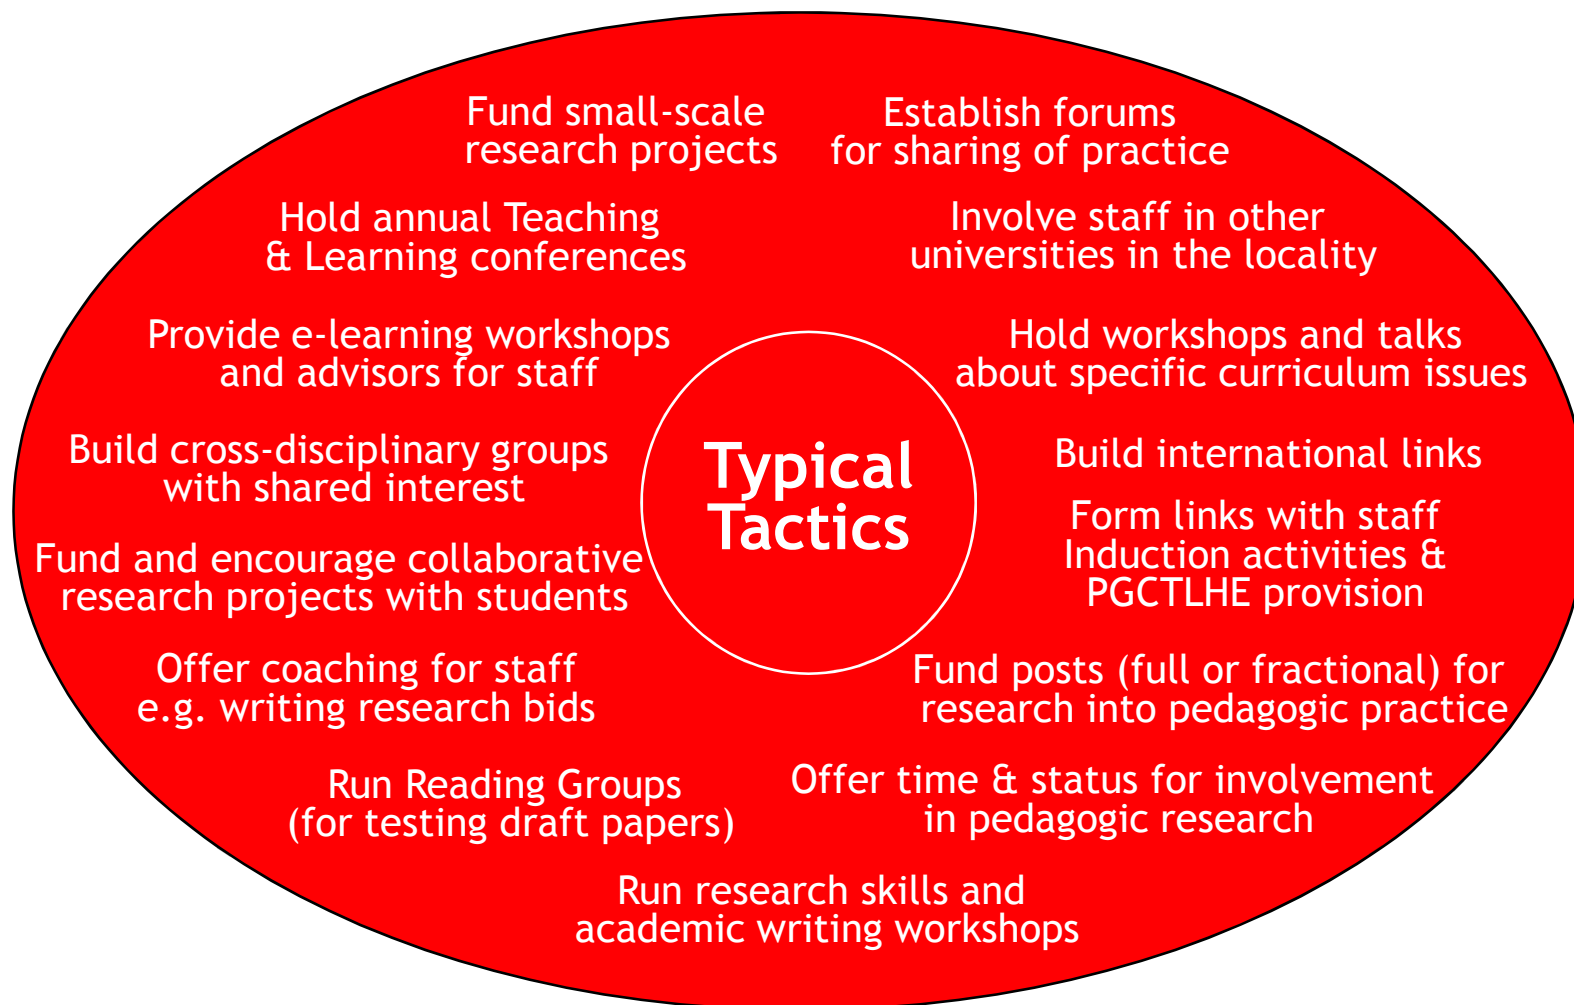 Fund small-scale
research projects
Establish forums
for sharing of practice
Hold annual Teaching
& Learning conferences
Involve staff in other
universities in the locality
Provide e-learning workshops
and advisors for staff
Hold workshops and talks
about specific curriculum issues
Build cross-disciplinary groups
with shared interest
Typical
Tactics
Build international links
Form links with staff
Induction activities &
PGCTLHE provision
Fund and encourage collaborative
research projects with students
Offer coaching for staff
e.g. writing research bids
Fund posts (full or fractional) for
research into pedagogic practice
Run Reading Groups
(for testing draft papers)
Offer time & status for involvement
in pedagogic research
Run research skills and
academic writing workshops